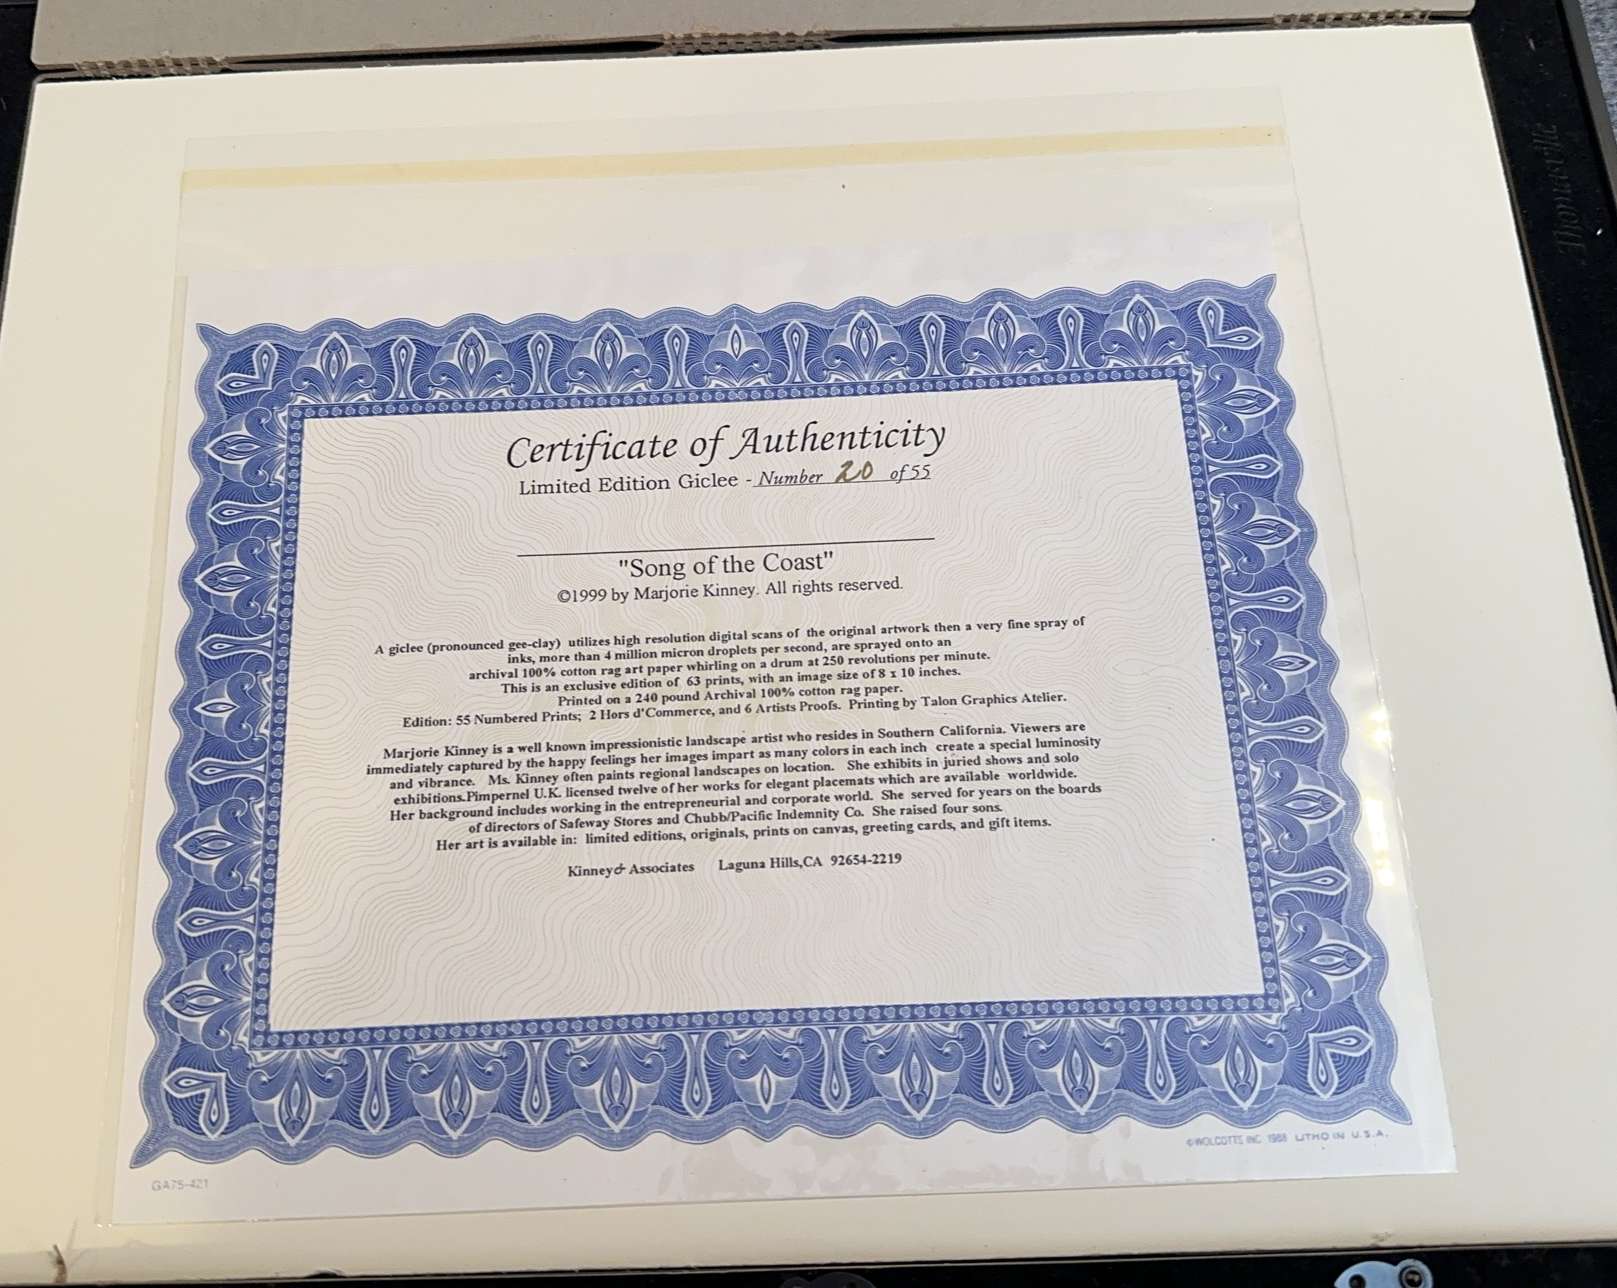 Thomasville
Certificate of Authenticity
Limited Edition Giclee - Number 20 of 55
"Song of the Coast"
©1999 by Marjorie Kinney. All rights reserved.
A giclee (pronounced gee-clay) utilizes high resolution digital scans of the original artwork then a very fine spray of
inks, more than 4 million micron droplets per second, are sprayed onto an
archival 100% cotton rag art paper whirling on a drum at 250 revolutions per minute.
This is an exclusive edition of 63 prints, with an image size of 8 x 10 inches.
Printed on a 240 pound Archival 100% cotton rag paper.
Edition: 55 Numbered Prints; 2 Hors d'Commerce, and 6 Artists Proofs. Printing by Talon Graphics Atelier.
Marjorie Kinney is a well known impressionistic landscape artist who resides in Southern California. Viewers are
immediately captured by the happy feelings her images impart as many colors in each inch create a special luminosity
and vibrance. Ms. Kinney often paints regional landscapes on location. She exhibits in juried shows and solo
exhibitions.Pimpernel U.K. licensed twelve of her works for elegant placemats which are available worldwide.
Her background includes working in the entrepreneurial and corporate world. She served for years on the boards
of directors of Safeway Stores and Chubb/Pacific Indemnity Co. She raised four sons.
Her art is available in: limited editions, originals, prints on canvas, greeting cards, and gift items.
Kinney & Associates Laguna Hills,CA 92654-2219
©WOLCOTTS INC 1988 LITHO IN U.S.A.
GA75-421